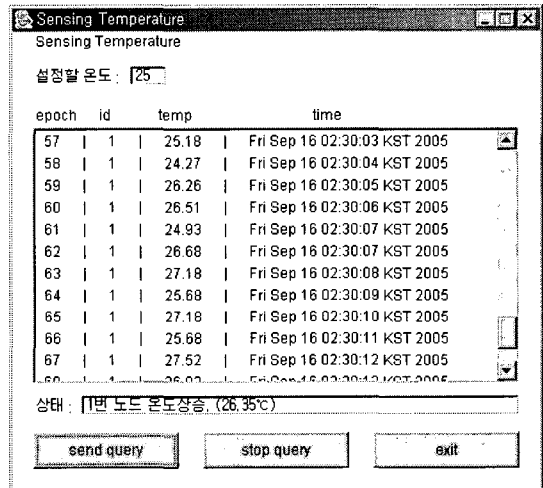 Sensing Temperature
Sensing Temperature
설정할 온도 : 25
epoch id temp time
57 | 1 | 25.18 | Fri Sep 16 02:30:03 KST 2005
58 | 1 | 24.27 | Fri Sep 16 02:30:04 KST 2005
59 | 1 | 26.26 | Fri Sep 16 02:30:05 KST 2005
60 | 1 | 26.51 | Fri Sep 16 02:30:06 KST 2005
61 | 1 | 24.93 | Fri Sep 16 02:30:07 KST 2005
62 | 1 | 26.68 | Fri Sep 16 02:30:07 KST 2005
63 | 1 | 27.18 | Fri Sep 16 02:30:08 KST 2005
64 | 1 | 25.68 | Fri Sep 16 02:30:09 KST 2005
65 | 1 | 27.18 | Fri Sep 16 02:30:10 KST 2005
66 | 1 | 25.68 | Fri Sep 16 02:30:11 KST 2005
67 | 1 | 27.52 | Fri Sep 16 02:30:12 KST 2005
상태 : 1번 노드 온도상승, (26,35℃)
send query stop query exit